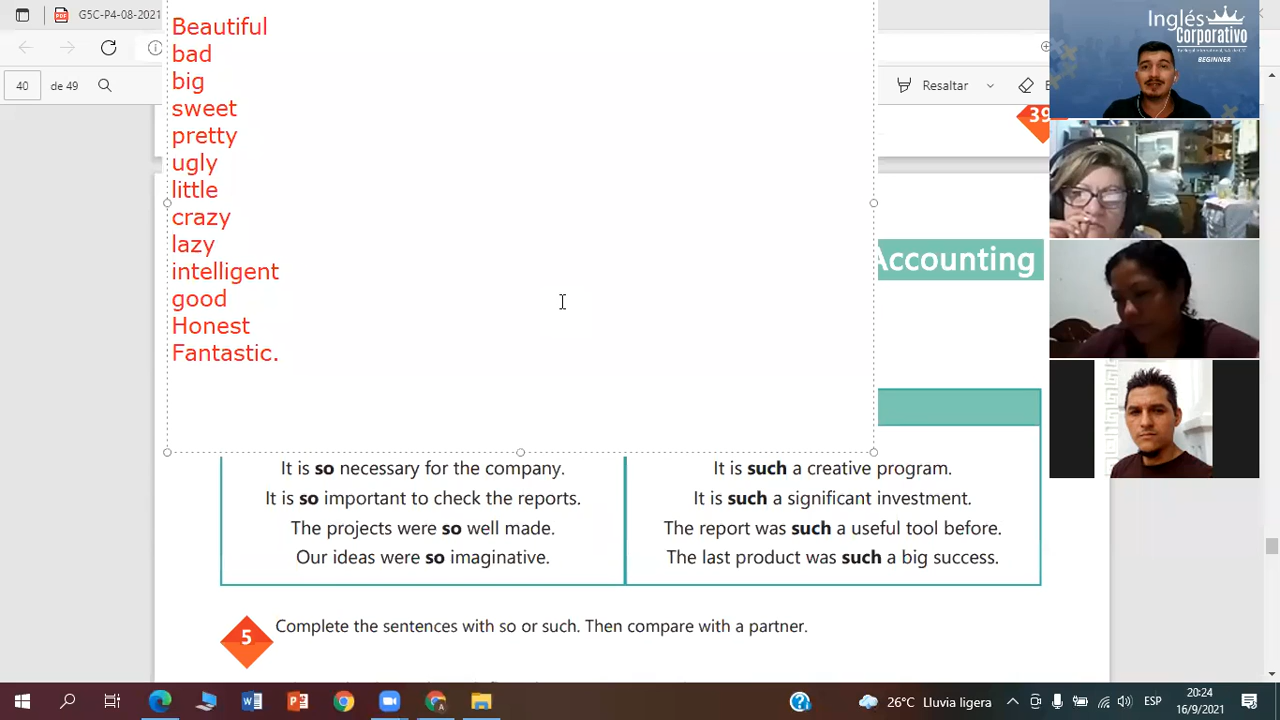 G5C-P4-08-2021
40
de 49
Resaltar
Beautiful
bad
big
sweet
pretty
ugly
little
crazy
lazy
intelligent
good
Honest
Fantastic.
39
Accounting
It is so necessary for the company.
It is so important to check the reports.
The projects were so well made.
Our ideas were so imaginative.
It is such a creative program.
It is such a significant investment.
The report was such a useful tool before.
The last product was such a big success.
5
Complete the sentences with so or such. Then compare with a partner.
Inglés
Corporativo
BEGINNER
26°C Lluvia ligera
ESP
20:24
16/9/2021